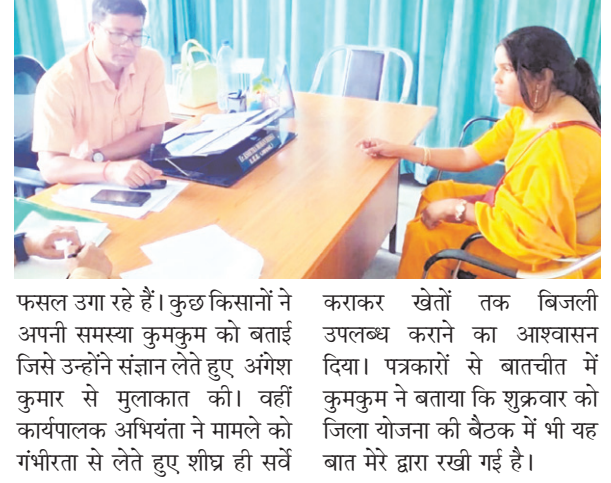 फसल उगा रहे हैं। कुछ किसानों ने
अपनी समस्या कुमकुम को बताई
जिसे उन्होंने संज्ञान लेते हुए अंगेश
कुमार से मुलाकात की। वहीं
कार्यपालक अभियंता ने मामले को
गंभीरता से लेते हुए शीघ्र ही सर्वे
कराकर खेतों तक बिजली
उपलब्ध कराने का आश्वासन
दिया। पत्रकारों से बातचीत में
कुमकुम ने बताया कि शुक्रवार को
जिला योजना की बैठक में भी यह
बात मेरे द्वारा रखी गई है।